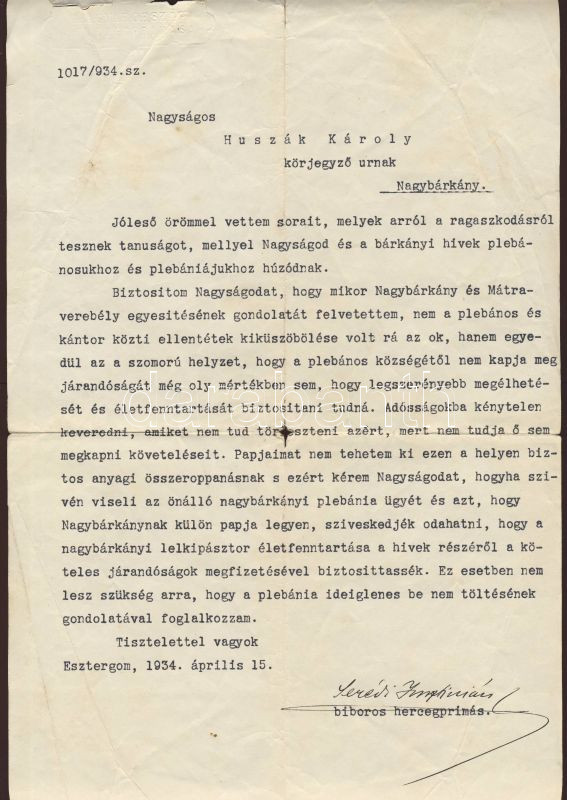 1017/934.sz.
Nagyságos
Huszák Károly
körjegyző urnak
Nagybárkány.
Jóleső örömmel vettem sorait, melyek arról a ragaszkodásról
tesznek tanuságot, mellyel Nagyságod és a bárkányi hivek plebá-
nosukhoz és plebániájukhoz húzódnak.
Biztositom Nagyságodat, hogy mikor Nagybárkány és Mátra-
verebély egyesitésének gondolatát felvetettem, nem a plebános és
kántor közti ellentétek kiküszöbölése volt rá az ok, hanem egye-
dül az a szomorú helyzet, hogy a plebános községétől nem kapja meg
járandóságát még oly mértékben sem, hogy legszerényebb megélheté-
sét és életfenntartását biztositani tudná. Adósságokba kénytelen
keveredni, amiket nem tud törleszteni azért, mert nem tudja ő sem
megkapni követeléseit. Papjaimat nem tehetem ki ezen a helyen biz-
tos anyagi összeroppanásnak s ezért kérem Nagyságodat, hogyha szi-
vén viseli az önálló nagybárkányi plebánia ügyét és azt, hogy
Nagybárkánynak külön papja legyen, sziveskedjék odahatni, hogy a
nagybárkányi lelkipásztor életfenntartása a hivek részéről a kö-
teles járandóságok megfizetésével biztosittassék. Ez esetben nem
lesz szükség arra, hogy a plebánia ideiglenes be nem töltésének
gondolatával foglalkozzam.
Tisztelettel vagyok
Esztergom, 1934. április 15.
Serédi Jusztinián
biboros hercegprimás.
darabanth